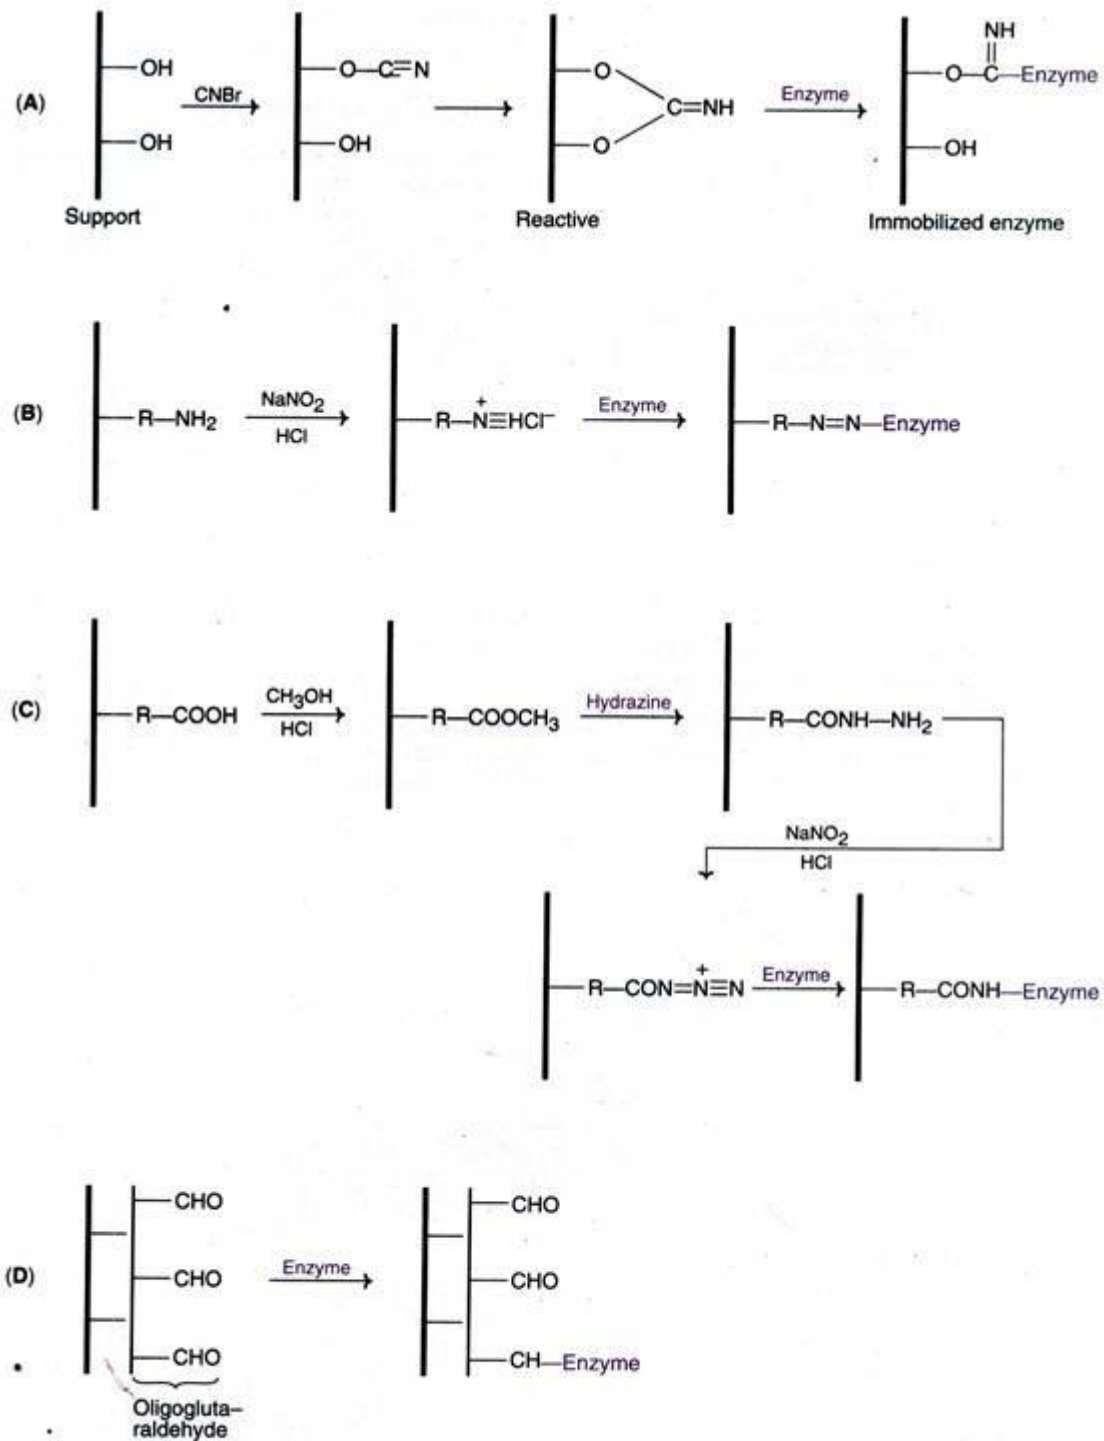 (A)
OH
OH
Support
CNBr
O—C≡N
OH
O
O
C=NH
Reactive
Enzyme
NH
O—C—Enzyme
OH
Immobilized enzyme
(B)
R—NH₂
NaNO₂
HCl
R—N⁺≡HCl⁻
Enzyme
R—N=N—Enzyme
(C)
R—COOH
CH₃OH
HCl
R—COOCH₃
Hydrazine
R—CONH—NH₂
NaNO₂
HCl
R—CON=N⁺≡N
Enzyme
R—CONH—Enzyme
(D)
CHO
CHO
CHO
Oligogluta–
raldehyde
Enzyme
CHO
CHO
CH—Enzyme